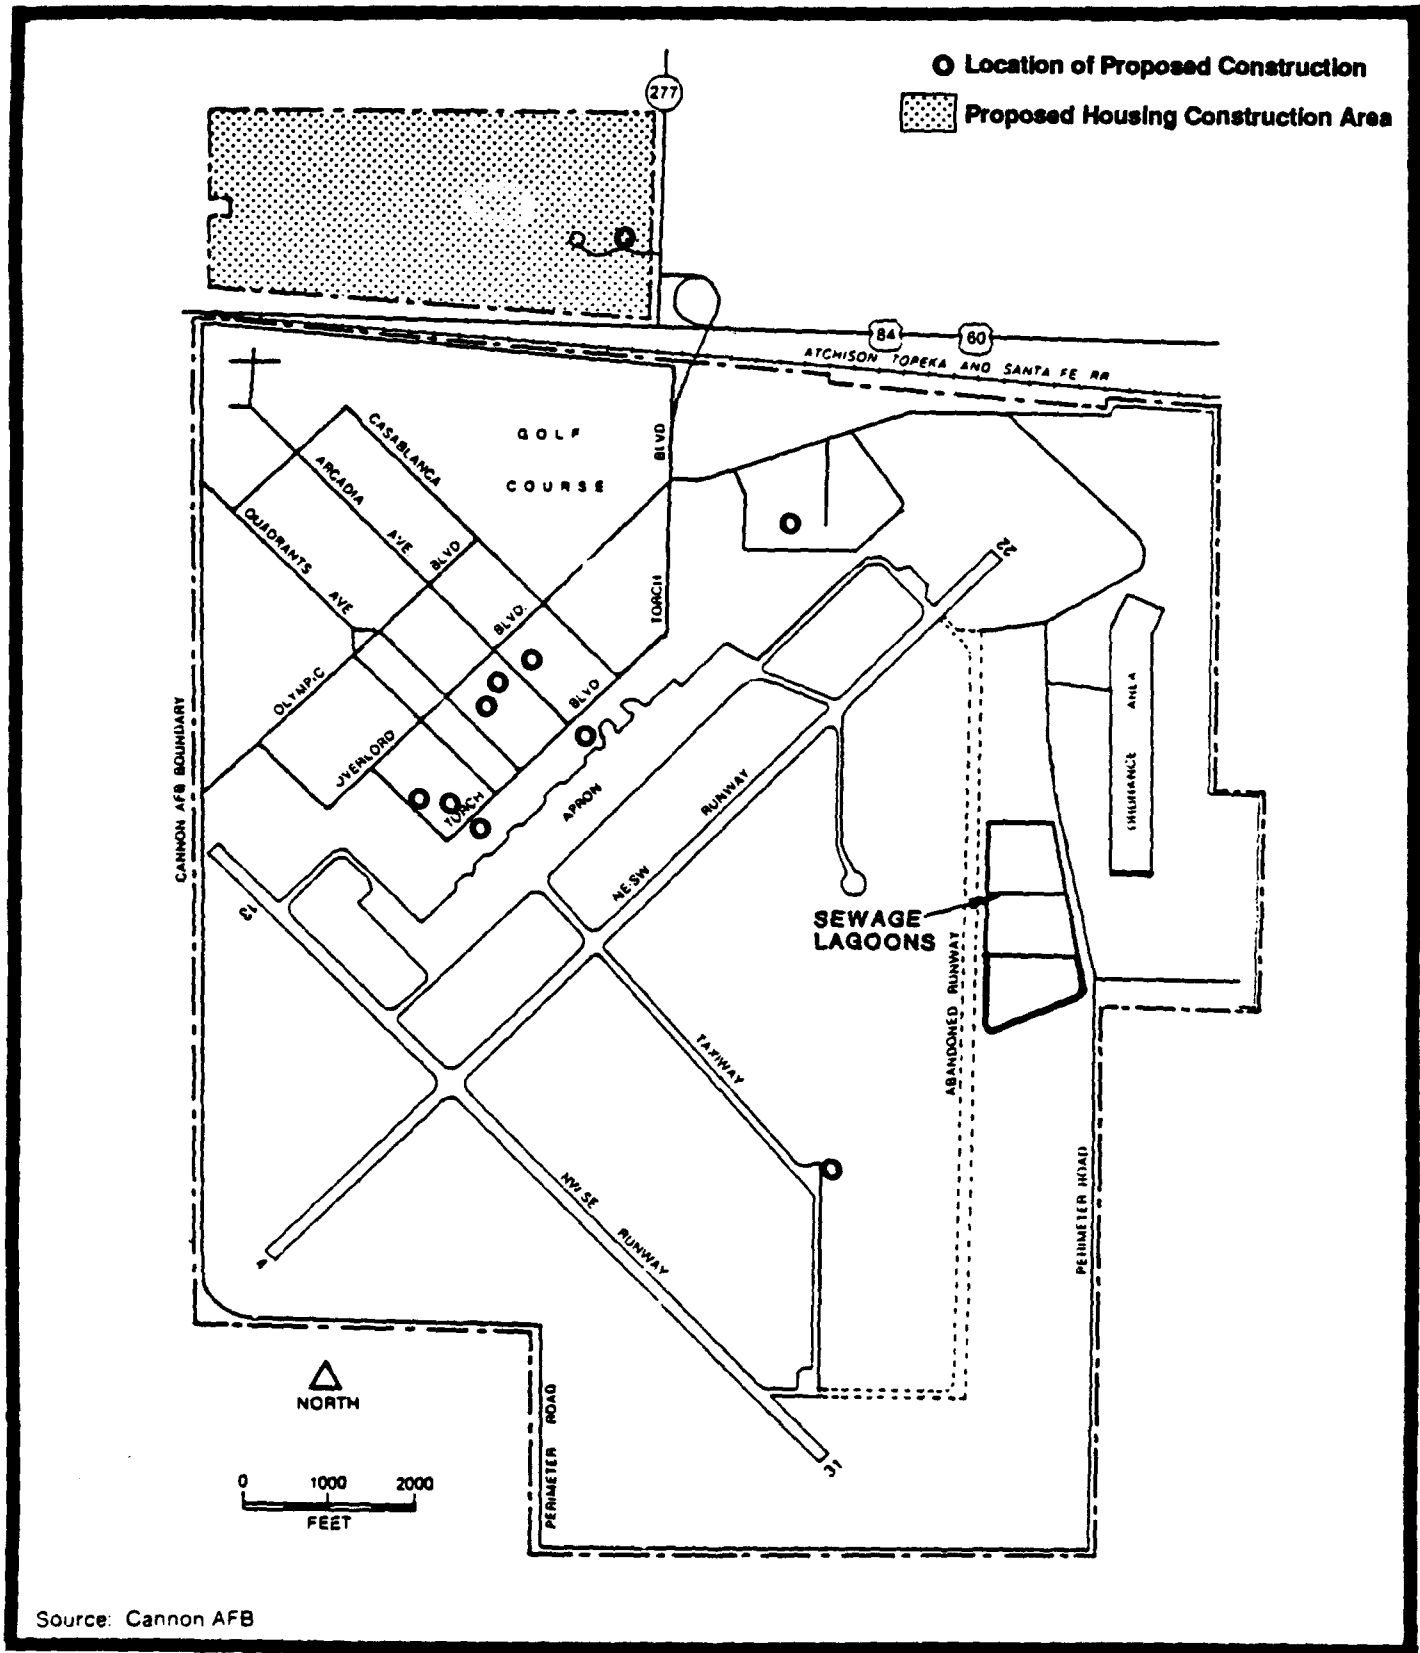 Location of Proposed Construction
Proposed Housing Construction Area
277
84
60
ATCHISON TOPEKA AND SANTA FE RR
GOLF
COURSE
BLVD
TORCH
CASABLANCA
BLVD
ARCADIA AVE
QUADRANTS AVE
OLYMPIC
OVERLORD
BLVD.
TORCH
BLVD
22
CANNON AFB BOUNDARY
APRON
NE-SW RUNWAY
ORDNANCE AREA
13
SEWAGE
LAGOONS
ABANDONED RUNWAY
TAXIWAY
NW-SE RUNWAY
4
31
PERIMETER ROAD
PERIMETER ROAD
NORTH
0 1000 2000
FEET
Source: Cannon AFB